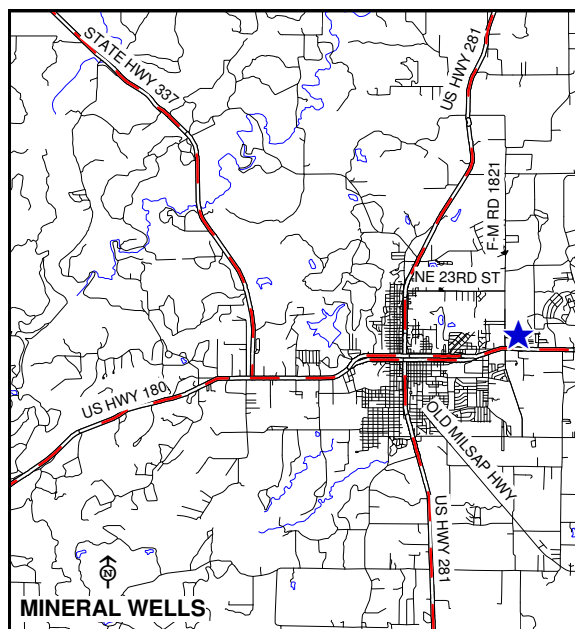 STATE HWY 337
US HWY 281
F-M RD 1821
NE 23RD ST
US HWY 180
OLD MILSAP HWY
US HWY 281
N
MINERAL WELLS